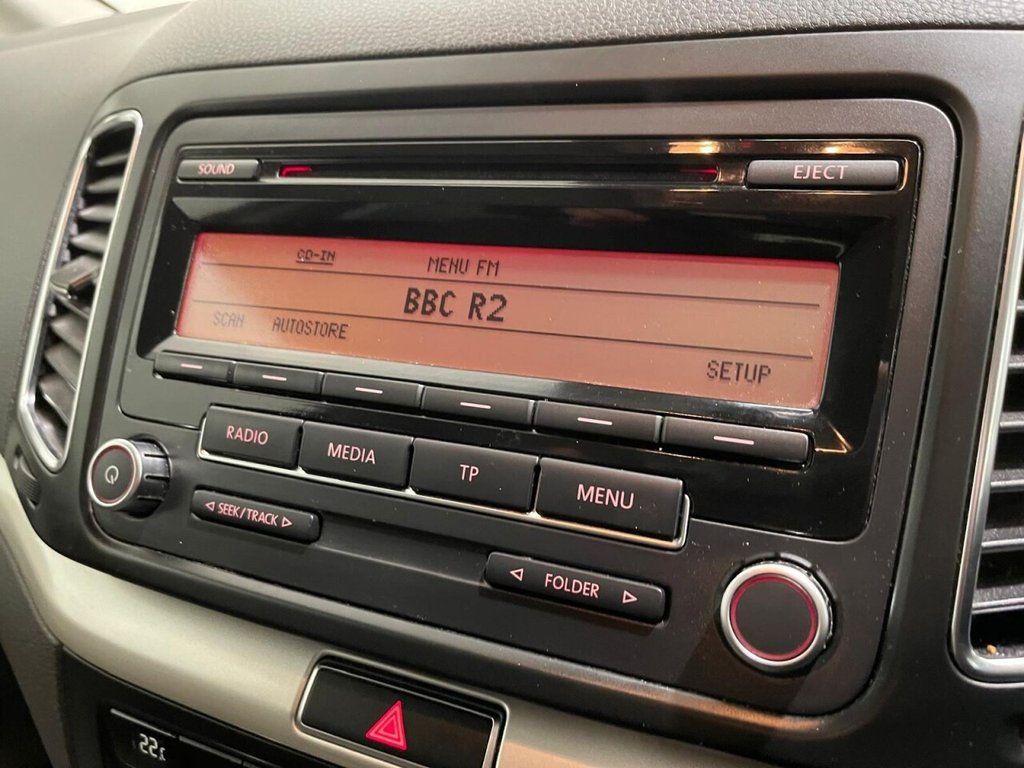 SOUND
EJECT
CD-IN
MENU FM
BBC R2
SCAN AUTOSTORE
SETUP
RADIO MEDIA TP MENU
◁ SEEK/TRACK ▷
◁ FOLDER ▷
22